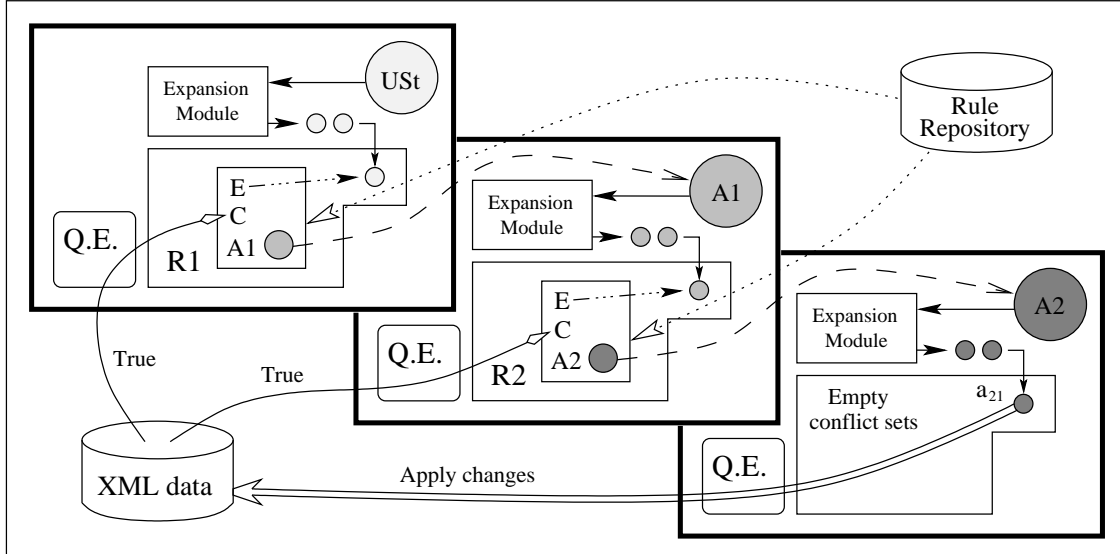 USt
Expansion
Module
E
C
A1
Q.E.
R1
Rule
Repository
A1
Expansion
Module
E
C
A2
Q.E.
R2
A2
Expansion
Module
a21
Empty
conflict sets
Q.E.
True
True
XML data
Apply changes